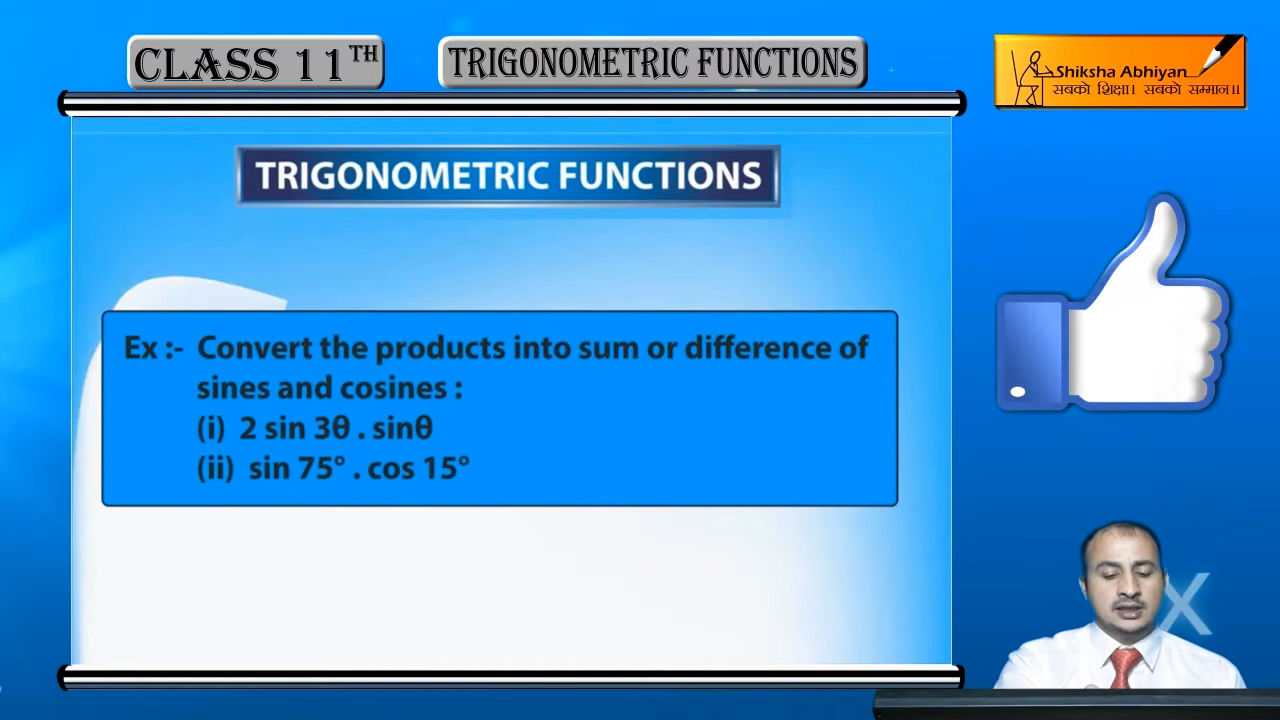 CLASS 11TH
TRIGONOMETRIC FUNCTIONS
Shiksha Abhiyan
सबको शिक्षा। सबको सम्मान॥
TRIGONOMETRIC FUNCTIONS
Ex :- Convert the products into sum or difference of
sines and cosines :
(i) 2 sin 3θ . sinθ
(ii) sin 75° . cos 15°
X